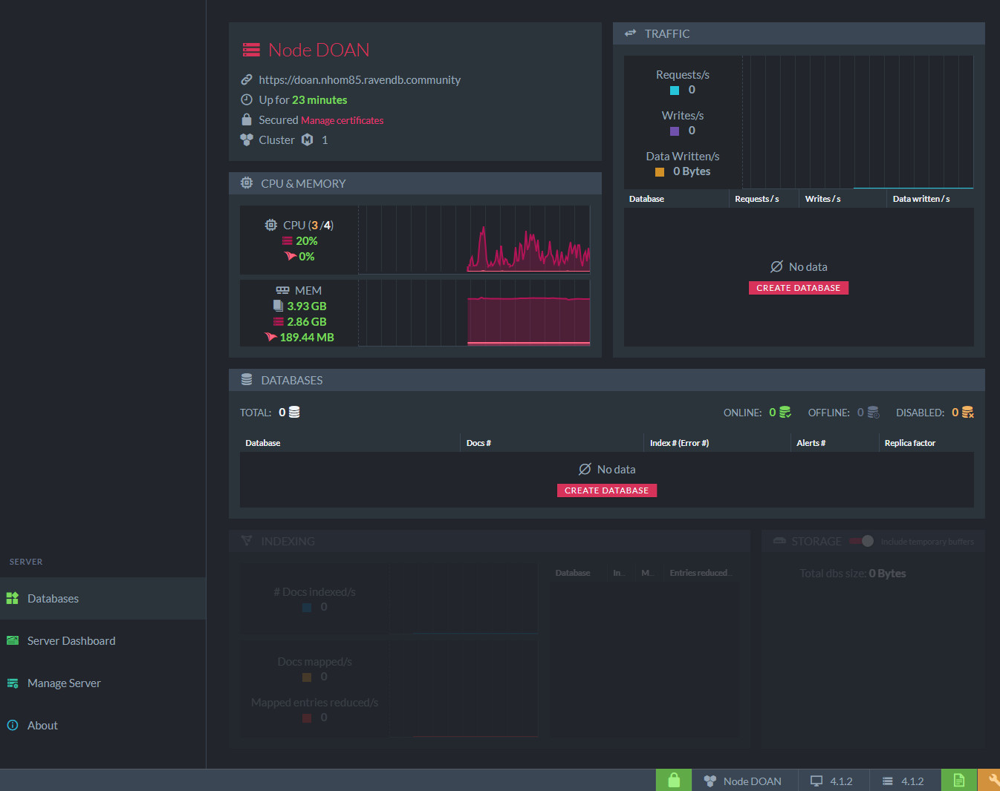 Node DOAN
https://doan.nhom85.ravendb.community
Up for 23 minutes
Secured Manage certificates
Cluster M 1
CPU & MEMORY
CPU (3 /4)
20%
0%
MEM
3.93 GB
2.86 GB
189.44 MB
TRAFFIC
Requests/s
0
Writes/s
0
Data Written/s
0 Bytes
Database Requests / s Writes / s Data written / s
No data
CREATE DATABASE
DATABASES
TOTAL: 0 ONLINE: 0 OFFLINE: 0 DISABLED: 0
Database Docs # Index # (Error #) Alerts # Replica factor
No data
CREATE DATABASE
INDEXING
# Docs indexed/s
0
Docs mapped/s
0
Mapped entries reduced/s
0
Database In... M... Entries reduced...
STORAGE Include temporary buffers
Total dbs size: 0 Bytes
SERVER
Databases
Server Dashboard
Manage Server
About
Node DOAN 4.1.2 4.1.2